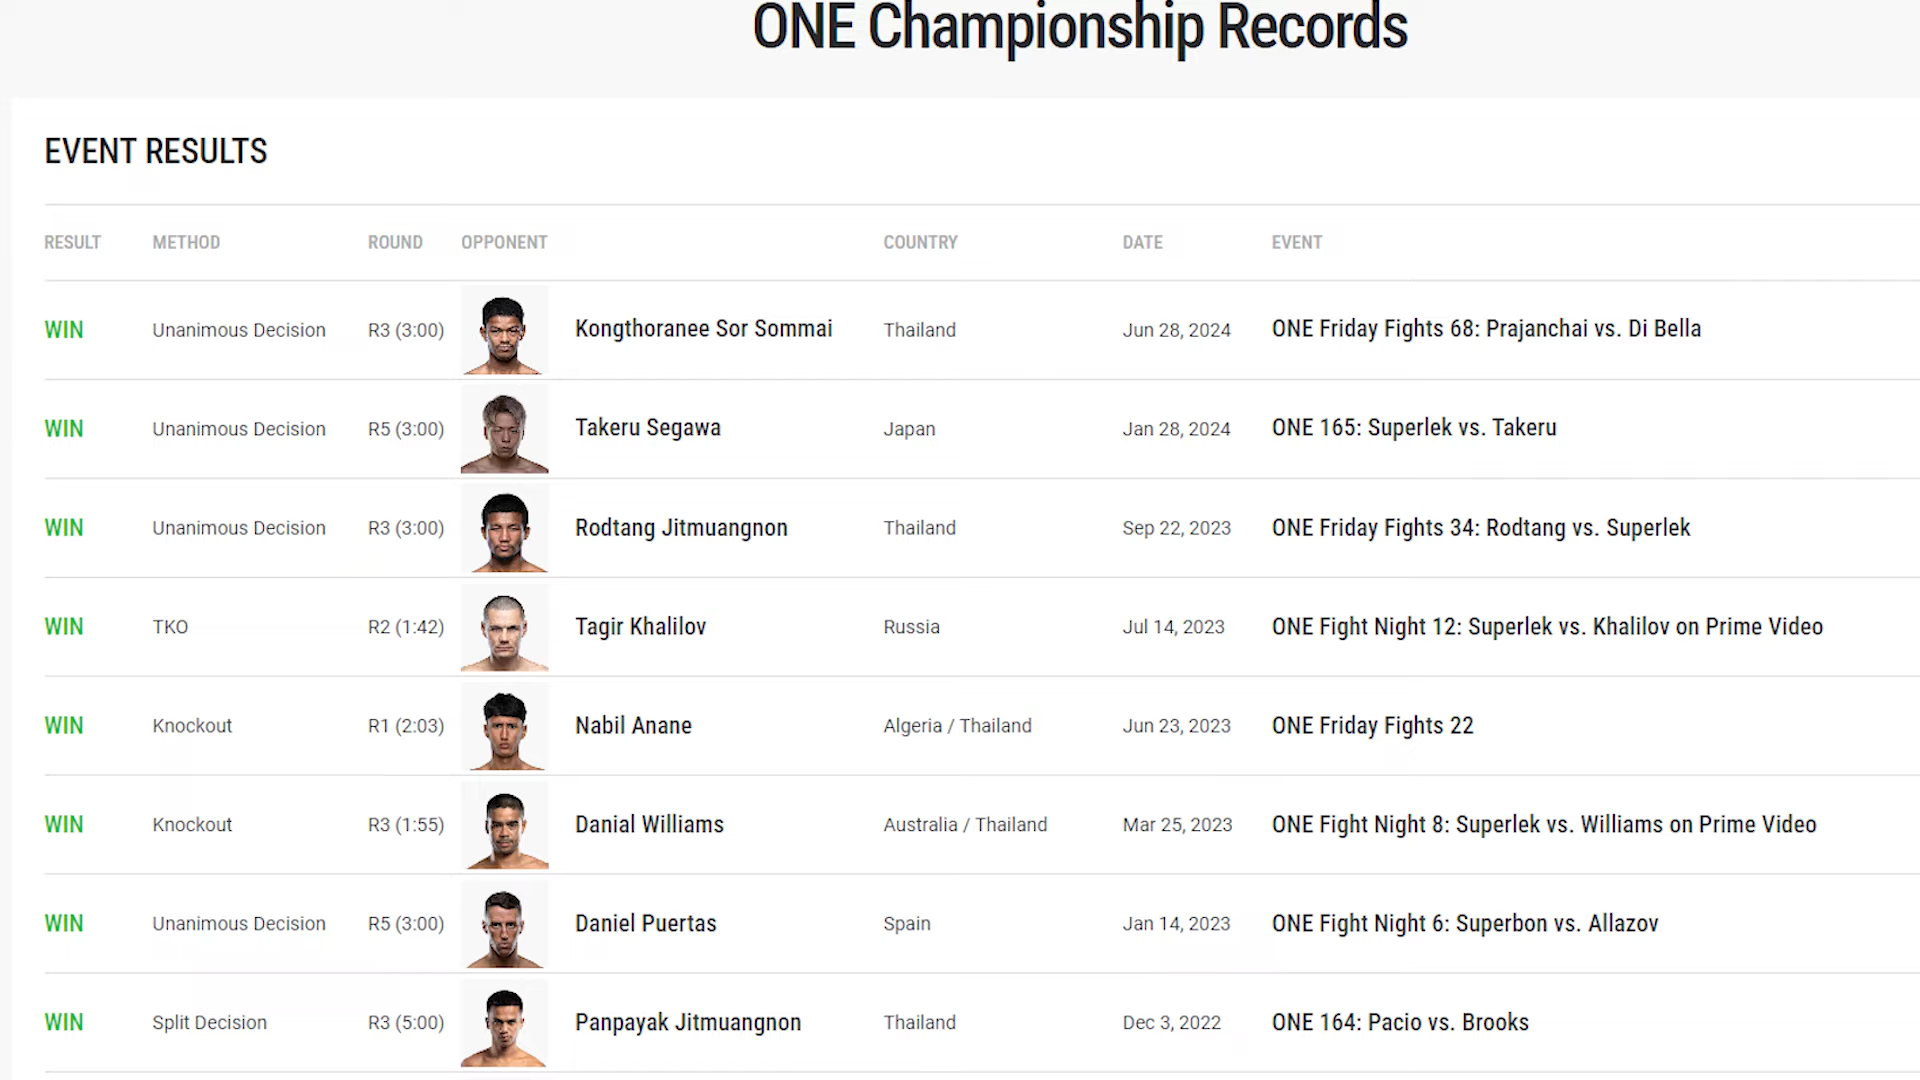 ONE Championship Records
EVENT RESULTS
RESULT METHOD ROUND OPPONENT COUNTRY DATE EVENT
WIN Unanimous Decision R3 (3:00) Kongthoranee Sor Sommai Thailand Jun 28, 2024 ONE Friday Fights 68: Prajanchai vs. Di Bella
WIN Unanimous Decision R5 (3:00) Takeru Segawa Japan Jan 28, 2024 ONE 165: Superlek vs. Takeru
WIN Unanimous Decision R3 (3:00) Rodtang Jitmuangnon Thailand Sep 22, 2023 ONE Friday Fights 34: Rodtang vs. Superlek
WIN TKO R2 (1:42) Tagir Khalilov Russia Jul 14, 2023 ONE Fight Night 12: Superlek vs. Khalilov on Prime Video
WIN Knockout R1 (2:03) Nabil Anane Algeria / Thailand Jun 23, 2023 ONE Friday Fights 22
WIN Knockout R3 (1:55) Danial Williams Australia / Thailand Mar 25, 2023 ONE Fight Night 8: Superlek vs. Williams on Prime Video
WIN Unanimous Decision R5 (3:00) Daniel Puertas Spain Jan 14, 2023 ONE Fight Night 6: Superbon vs. Allazov
WIN Split Decision R3 (5:00) Panpayak Jitmuangnon Thailand Dec 3, 2022 ONE 164: Pacio vs. Brooks